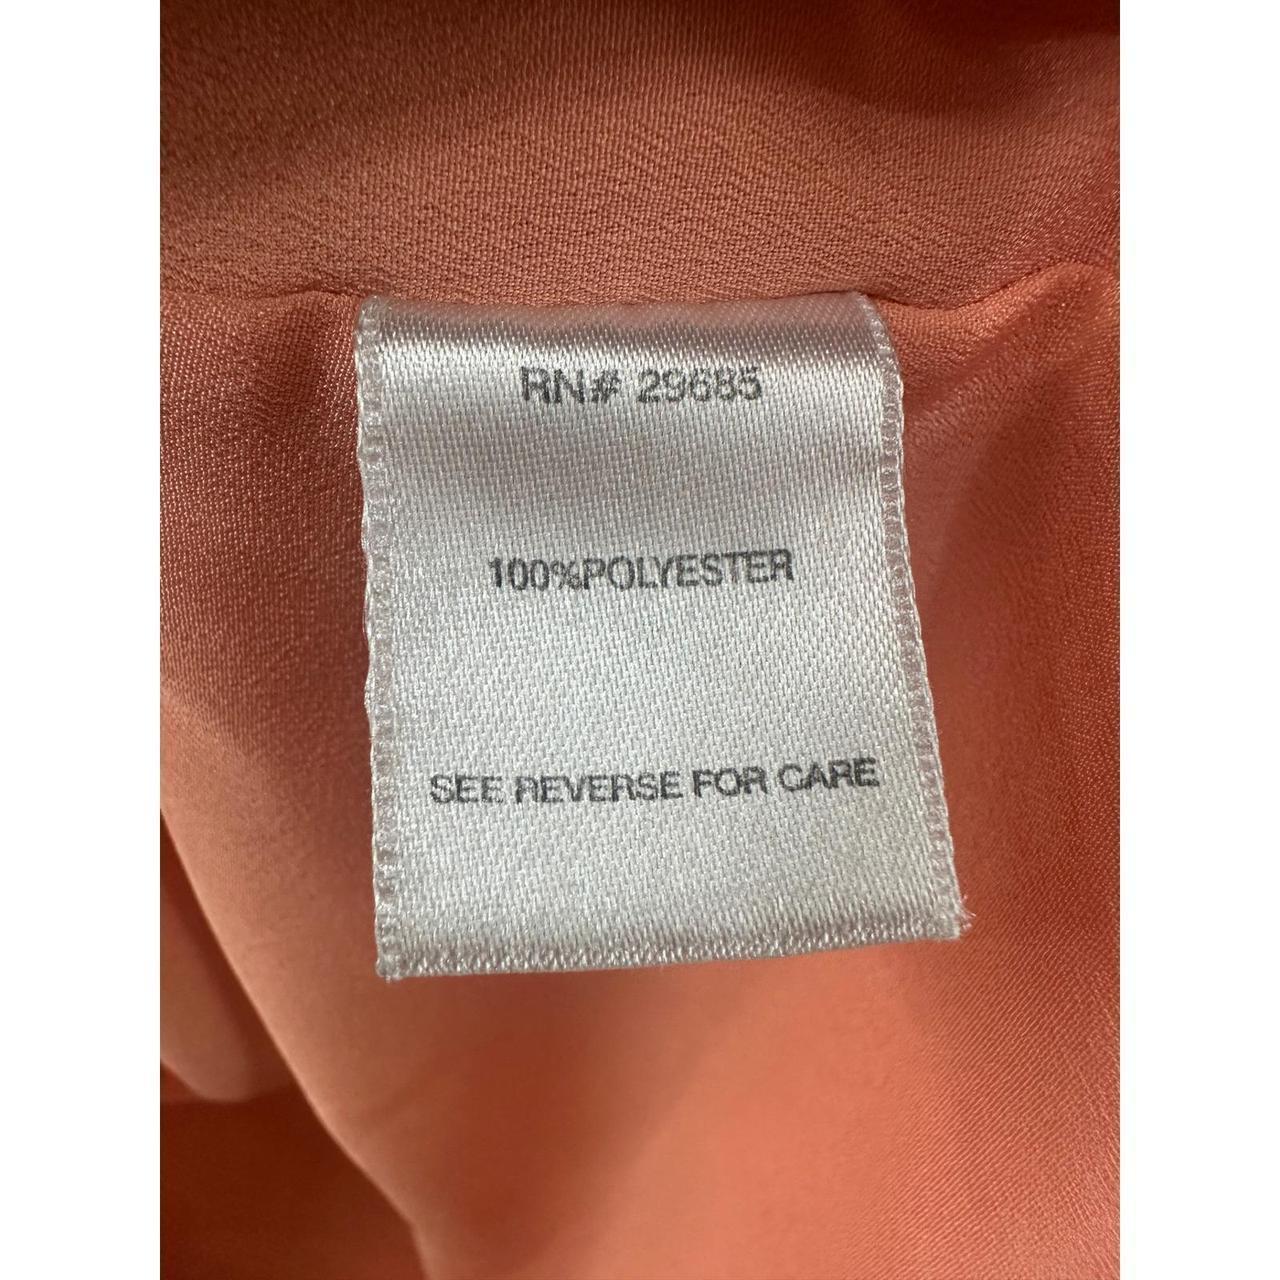 RN# 29685
100%POLYESTER
SEE REVERSE FOR CARE